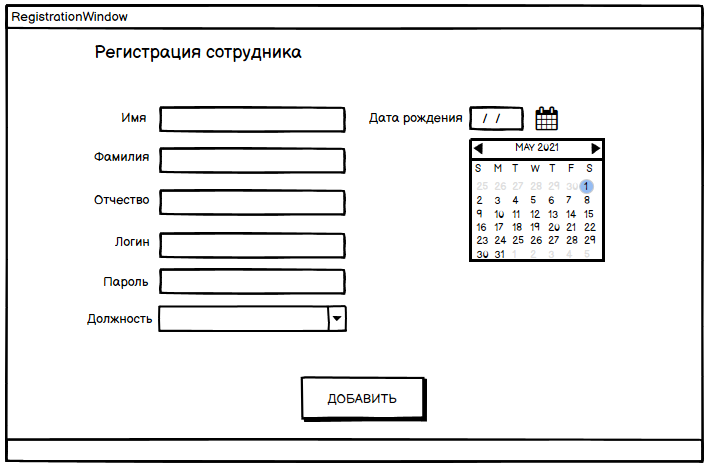 RegistrationWindow
Регистрация сотрудника
Имя
Дата рождения / /
MAY 2021
S M T W T F S
25 26 27 28 29 30 1
2 3 4 5 6 7 8
9 10 11 12 13 14 15
16 17 18 19 20 21 22
23 24 25 26 27 28 29
30 31 1 2 3 4 5
Фамилия
Отчество
Логин
Пароль
Должность
ДОБАВИТЬ